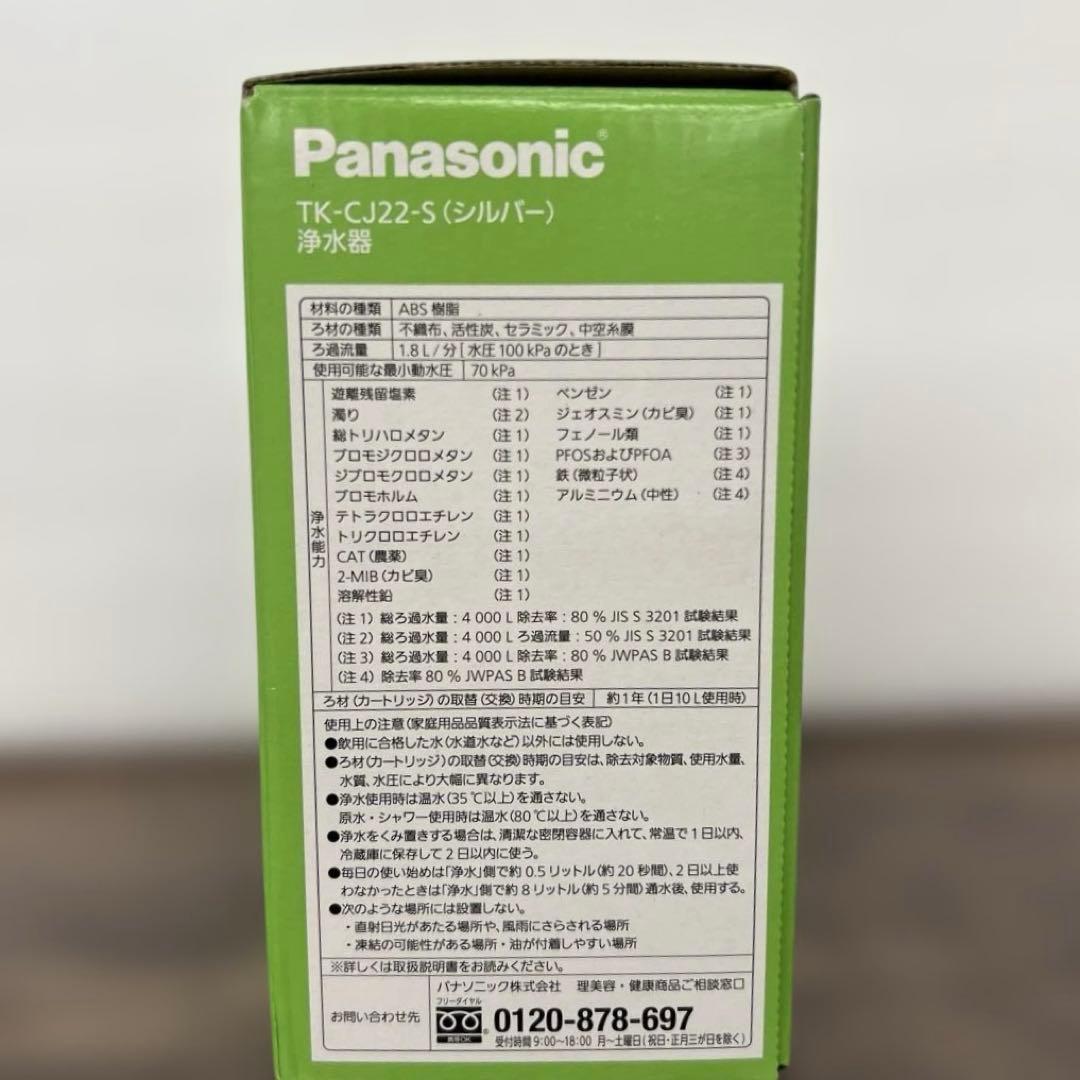 Panasonic®
TK-CJ22-S(シルバー)
浄水器
材料の種類 ABS 樹脂
ろ材の種類 不織布、活性炭、セラミック、中空糸膜
ろ過流量 1.8 L/分[水圧100 kPaのとき]
使用可能な最小動水圧 70 kPa
浄水能力
遊離残留塩素 (注1) ベンゼン (注1)
濁り (注2) ジェオスミン(カビ臭) (注1)
総トリハロメタン (注1) フェノール類 (注1)
ブロモジクロロメタン (注1) PFOSおよびPFOA (注3)
ジブロモクロロメタン (注1) 鉄(微粒子状) (注4)
ブロモホルム (注1) アルミニウム(中性) (注4)
テトラクロロエチレン (注1)
トリクロロエチレン (注1)
CAT(農薬) (注1)
2-MIB(カビ臭) (注1)
溶解性鉛 (注1)
(注1)総ろ過水量:4 000 L 除去率:80 % JIS S 3201 試験結果
(注2)総ろ過水量:4 000 L ろ過流量:50 % JIS S 3201 試験結果
(注3)総ろ過水量:4 000 L 除去率:80 % JWPAS B 試験結果
(注4)除去率 80 % JWPAS B 試験結果
ろ材(カートリッジ)の取替(交換)時期の目安 約1年(1日10 L使用時)
使用上の注意(家庭用品品質表示法に基づく表記)
●飲用に合格した水(水道水など)以外には使用しない。
●ろ材(カートリッジ)の取替(交換)時期の目安は、除去対象物質、使用水量、
水質、水圧により大幅に異なります。
●浄水使用時は温水(35℃以上)を通さない。
原水・シャワー使用時は温水(80℃以上)を通さない。
●浄水をくみ置きする場合は、清潔な密閉容器に入れて、常温で1日以内、
冷蔵庫に保存して2日以内に使う。
●毎日の使い始めは「浄水」側で約0.5リットル(約20秒間)、2日以上使
わなかったときは「浄水」側で約8リットル(約5分間)通水後、使用する。
●次のような場所には設置しない。
・直射日光があたる場所や、風雨にさらされる場所
・凍結の可能性がある場所・油が付着しやすい場所
※詳しくは取扱説明書をお読みください。
お問い合わせ先
パナソニック株式会社 理美容・健康商品ご相談窓口
フリーダイヤル
携帯OK
0120-878-697
受付時間9:00〜18:00 月〜土曜日(祝日・正月三が日を除く)